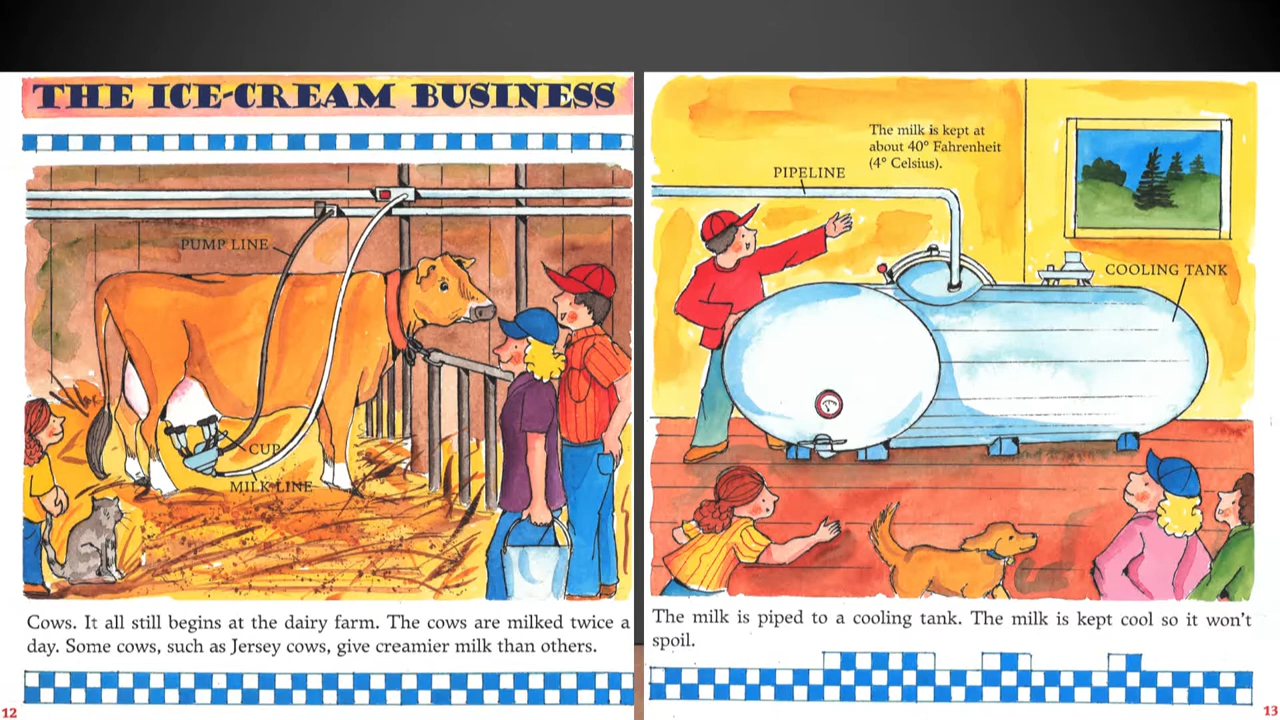 THE ICE-CREAM BUSINESS
PUMP LINE
CUP
MILK LINE
Cows. It all still begins at the dairy farm. The cows are milked twice a
day. Some cows, such as Jersey cows, give creamier milk than others.
12
The milk is kept at
about 40° Fahrenheit
(4° Celsius).
PIPELINE
COOLING TANK
The milk is piped to a cooling tank. The milk is kept cool so it won't
spoil.
13